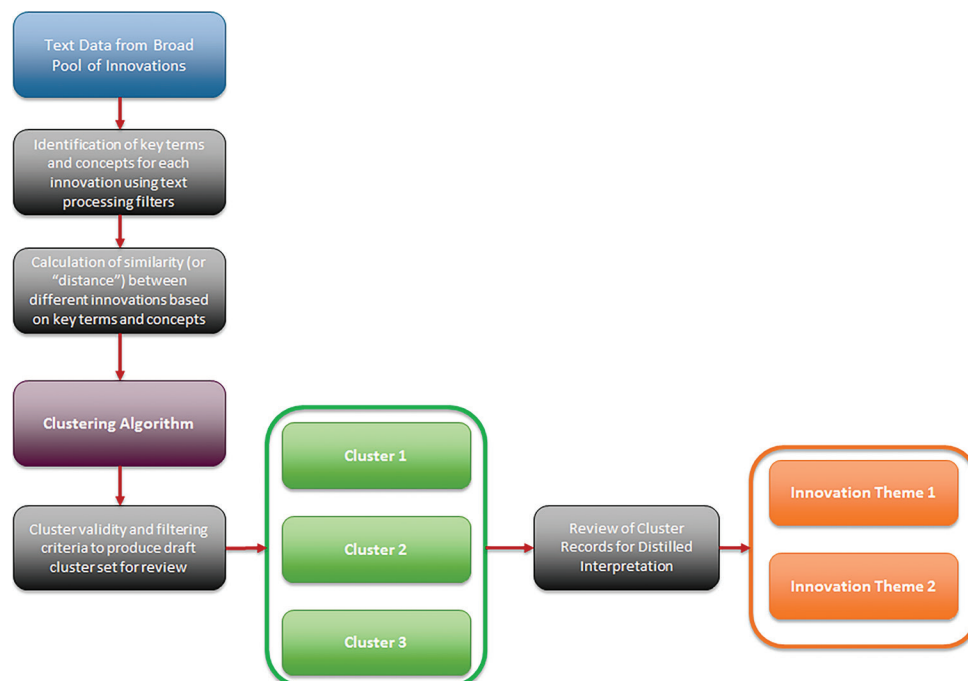 Text Data from Broad
Pool of Innovations
Identification of key terms
and concepts for each
innovation using text
processing filters
Calculation of similarity (or
“distance”) between
different innovations based
on key terms and concepts
Clustering Algorithm
Cluster validity and filtering
criteria to produce draft
cluster set for review
Cluster 1
Cluster 2
Cluster 3
Review of Cluster
Records for Distilled
Interpretation
Innovation Theme 1
Innovation Theme 2